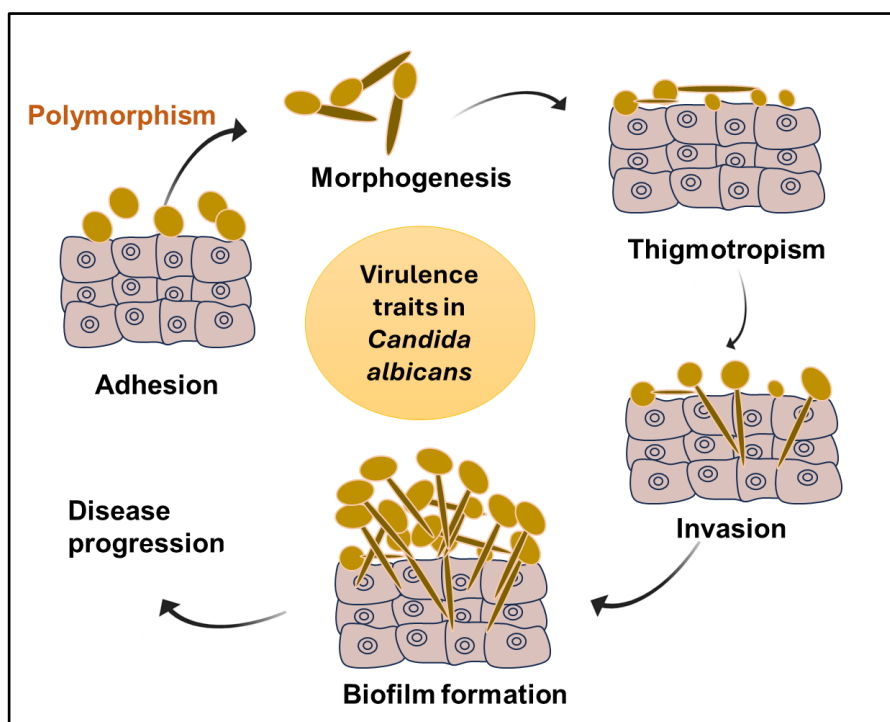 Polymorphism
Morphogenesis
Thigmotropism
Virulence
traits in
Candida
albicans
Adhesion
Invasion
Disease
progression
Biofilm formation